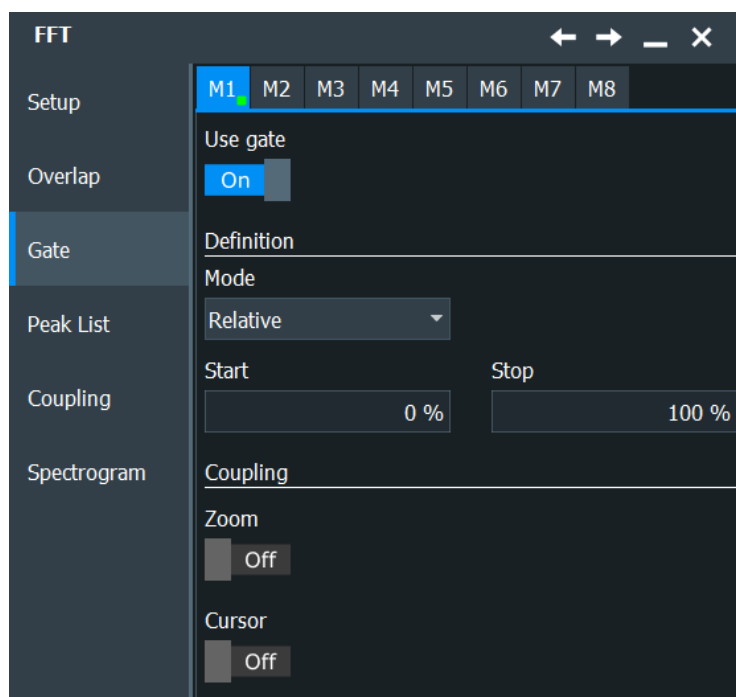 FFT
Setup
Overlap
Gate
Peak List
Coupling
Spectrogram
M1 M2 M3 M4 M5 M6 M7 M8
Use gate
On
Definition
Mode
Relative
Start Stop
0 % 100 %
Coupling
Zoom
Off
Cursor
Off